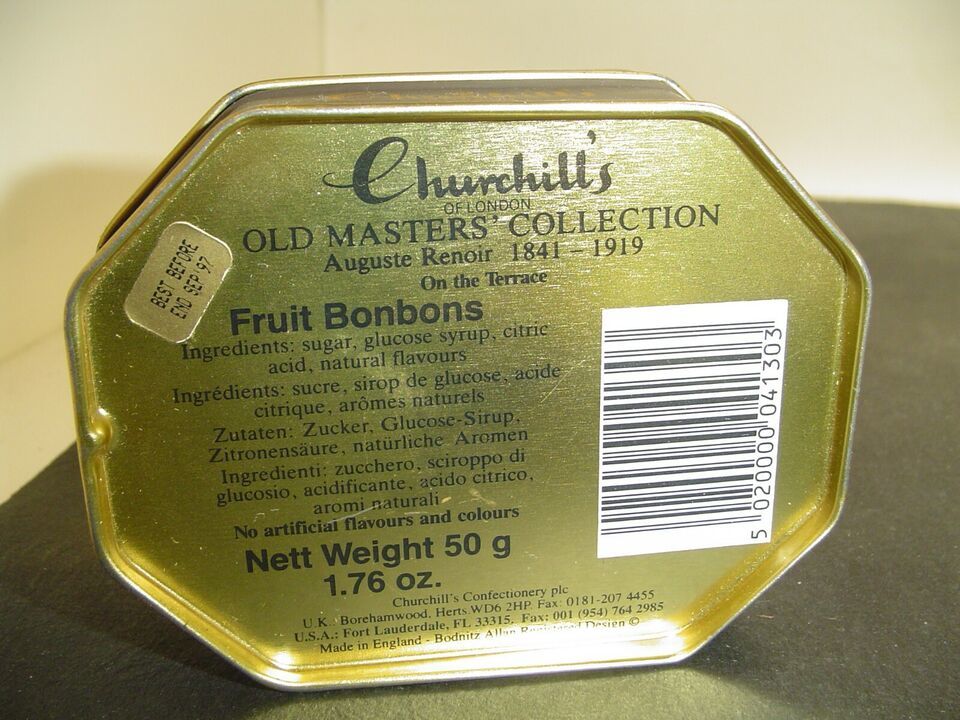 Churchill's
OF LONDON
OLD MASTERS' COLLECTION
Auguste Renoir 1841 – 1919
On the Terrace
BEST BEFORE
END SEP 97
Fruit Bonbons
Ingredients: sugar, glucose syrup, citric
acid, natural flavours
Ingrédients: sucre, sirop de glucose, acide
citrique, arômes naturels
Zutaten: Zucker, Glucose-Sirup,
Zitronensäure, natürliche Aromen
Ingredienti: zucchero, sciroppo di
glucosio, acidificante, acido citrico,
aromi naturali
No artificial flavours and colours
Nett Weight 50 g
1.76 oz.
Churchill's Confectionery plc
U.K.: Borehamwood. Herts.WD6 2HP. Fax: 0181-207 4455
U.S.A.: Fort Lauderdale, FL 33315. Fax: 001 (954) 764 2985
Made in England - Bodnitz Allan Registered Design ©
5 020000 041303